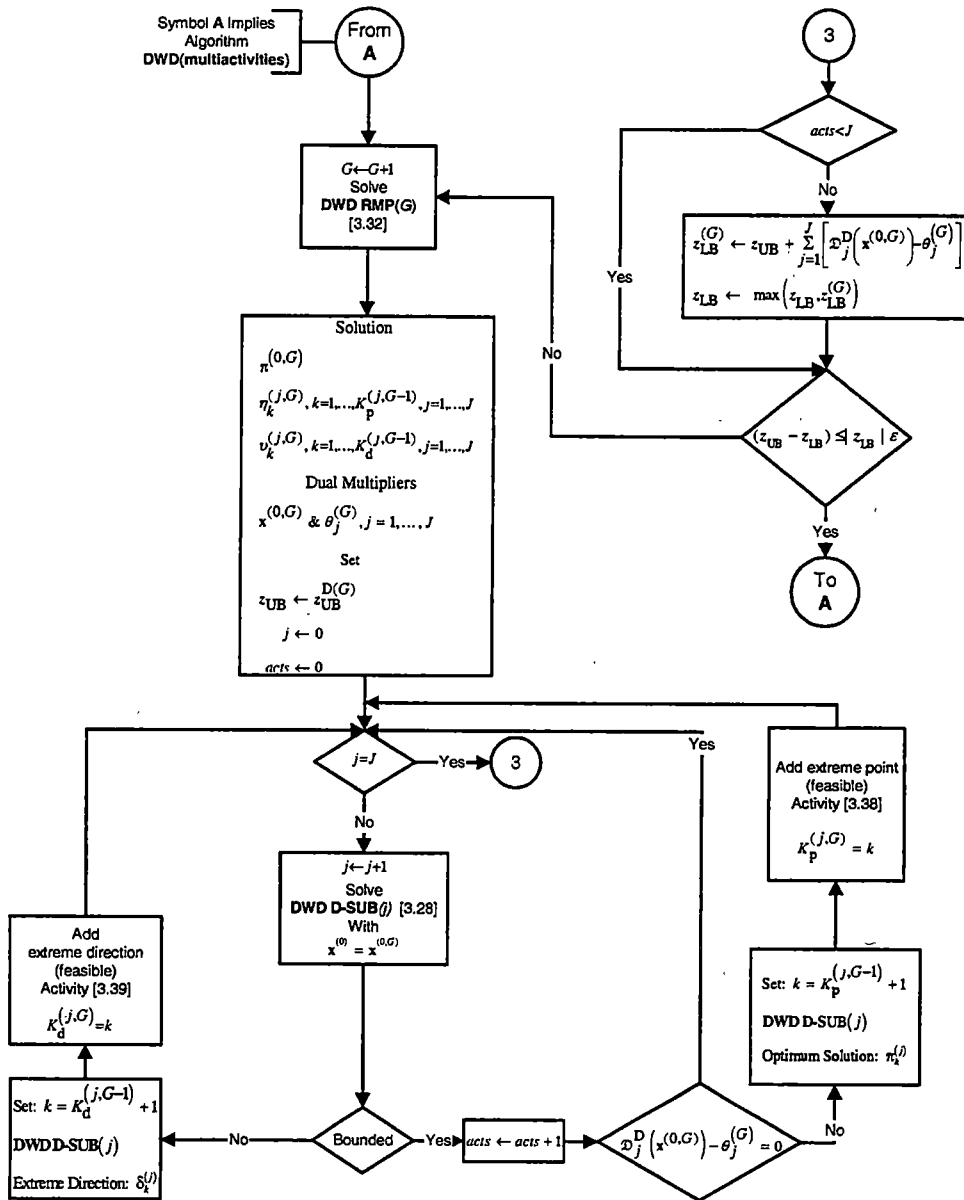 Symbol A Implies
Algorithm
DWD(multiactivities)
From
A
G←G+1
Solve
DWD RMP(G)
[3.32]
Solution
π^(0,G)
η_k^(j,G), k=1,...,K_p^(j,G-1), j=1,...,J
υ_k^(j,G), k=1,...,K_d^(j,G-1), j=1,...,J
Dual Multipliers
x^(0,G) & θ_j^(G), j = 1,..., J
Set
z_UB ← z_UB^D(G)
j ← 0
acts ← 0
3
acts<J
No
Yes
z_LB^(G) ← z_UB + Σ_{j=1}^J [𝔇_j^D(x^(0,G)) − θ_j^(G)]
z_LB ← max(z_LB, z_LB^(G))
No
(z_UB − z_LB) ≤ | z_LB | ε
Yes
To
A
j=J
Yes
3
Yes
No
j←j+1
Solve
DWD D-SUB(j) [3.28]
With
x^(0) = x^(0,G)
Add extreme point
(feasible)
Activity [3.38]
K_p^(j,G) = k
Add
extreme direction
(feasible)
Activity [3.39]
K_d^(j,G) = k
Set: k = K_p^(j,G-1) + 1
DWD D-SUB(j)
Optimum Solution: π_k^(j)
Set: k = K_d^(j,G-1) + 1
DWD D-SUB(j)
Extreme Direction: δ_k^(j)
No
Bounded
Yes
acts ← acts + 1
𝔇_j^D(x^(0,G)) − θ_j^(G) = 0
No